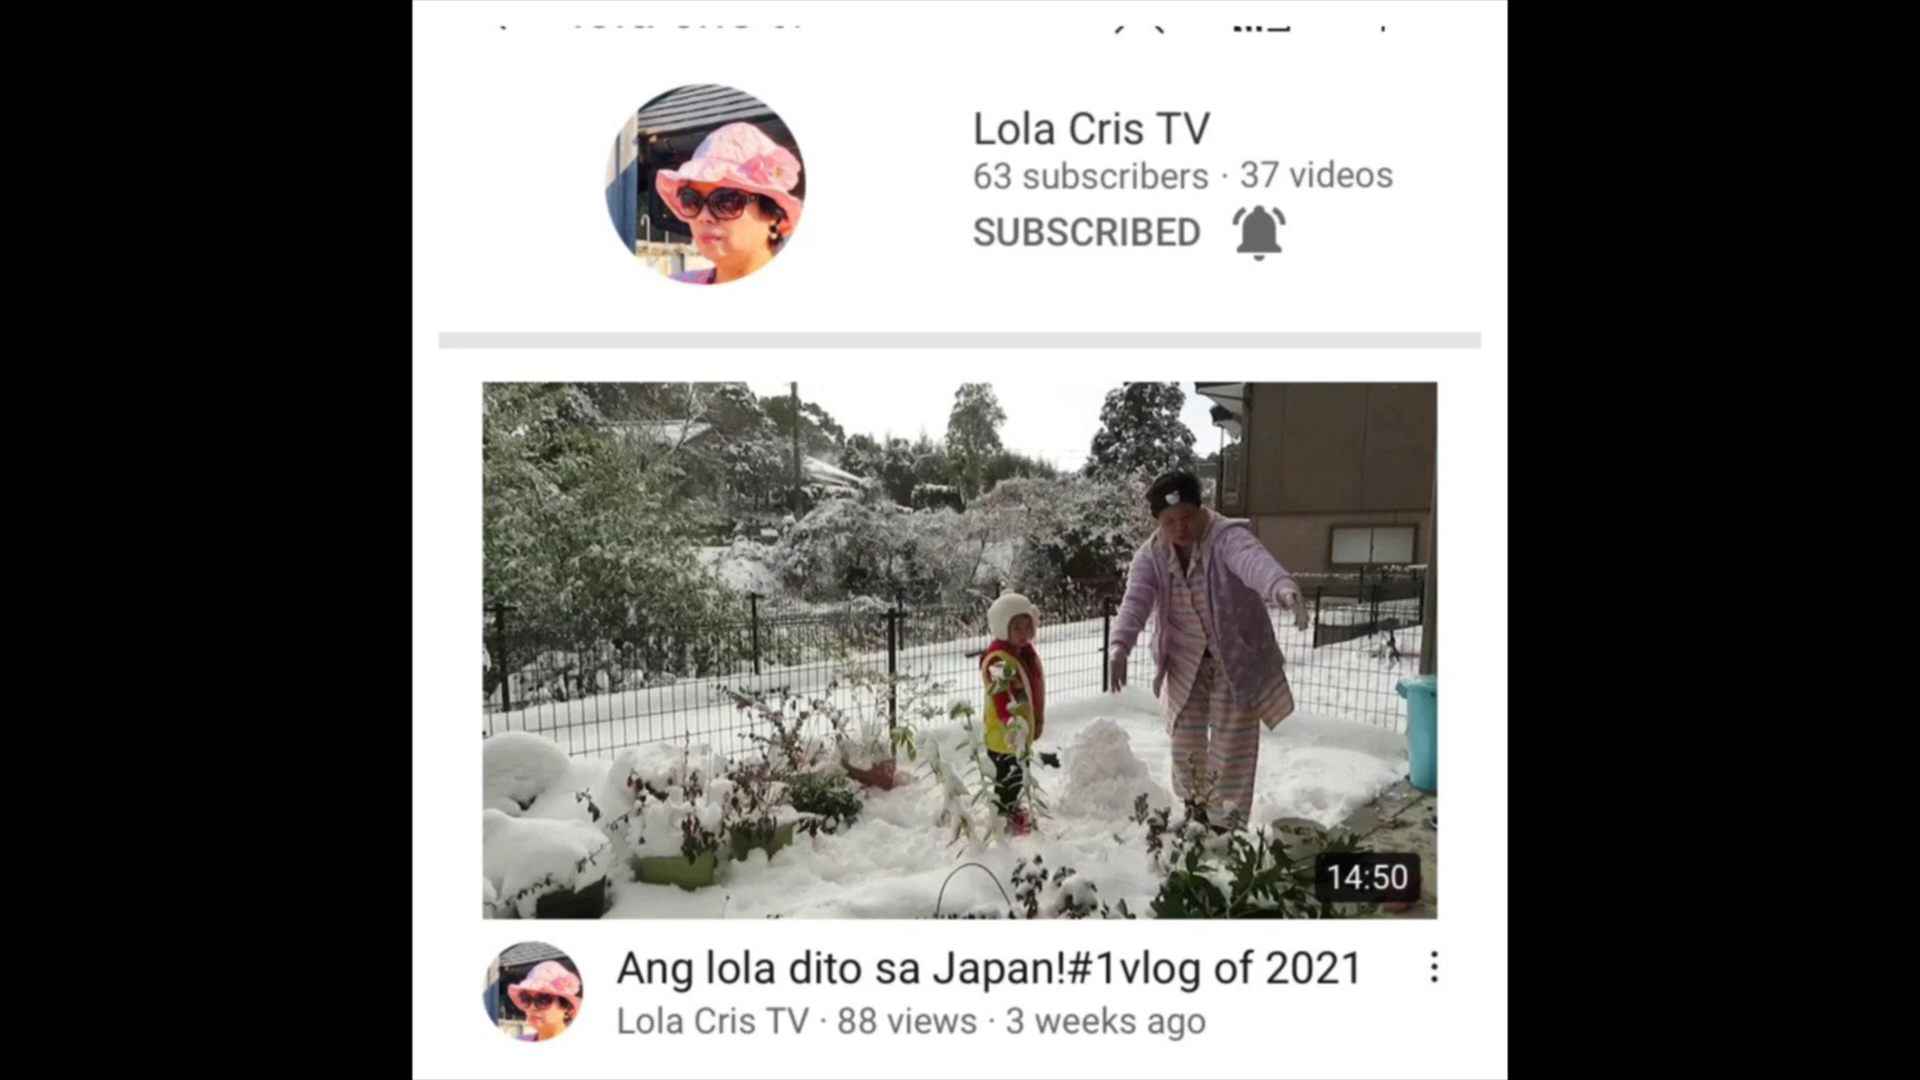 Lola Cris TV
63 subscribers · 37 videos
SUBSCRIBED
14:50
Ang lola dito sa Japan!#1vlog of 2021
Lola Cris TV · 88 views · 3 weeks ago